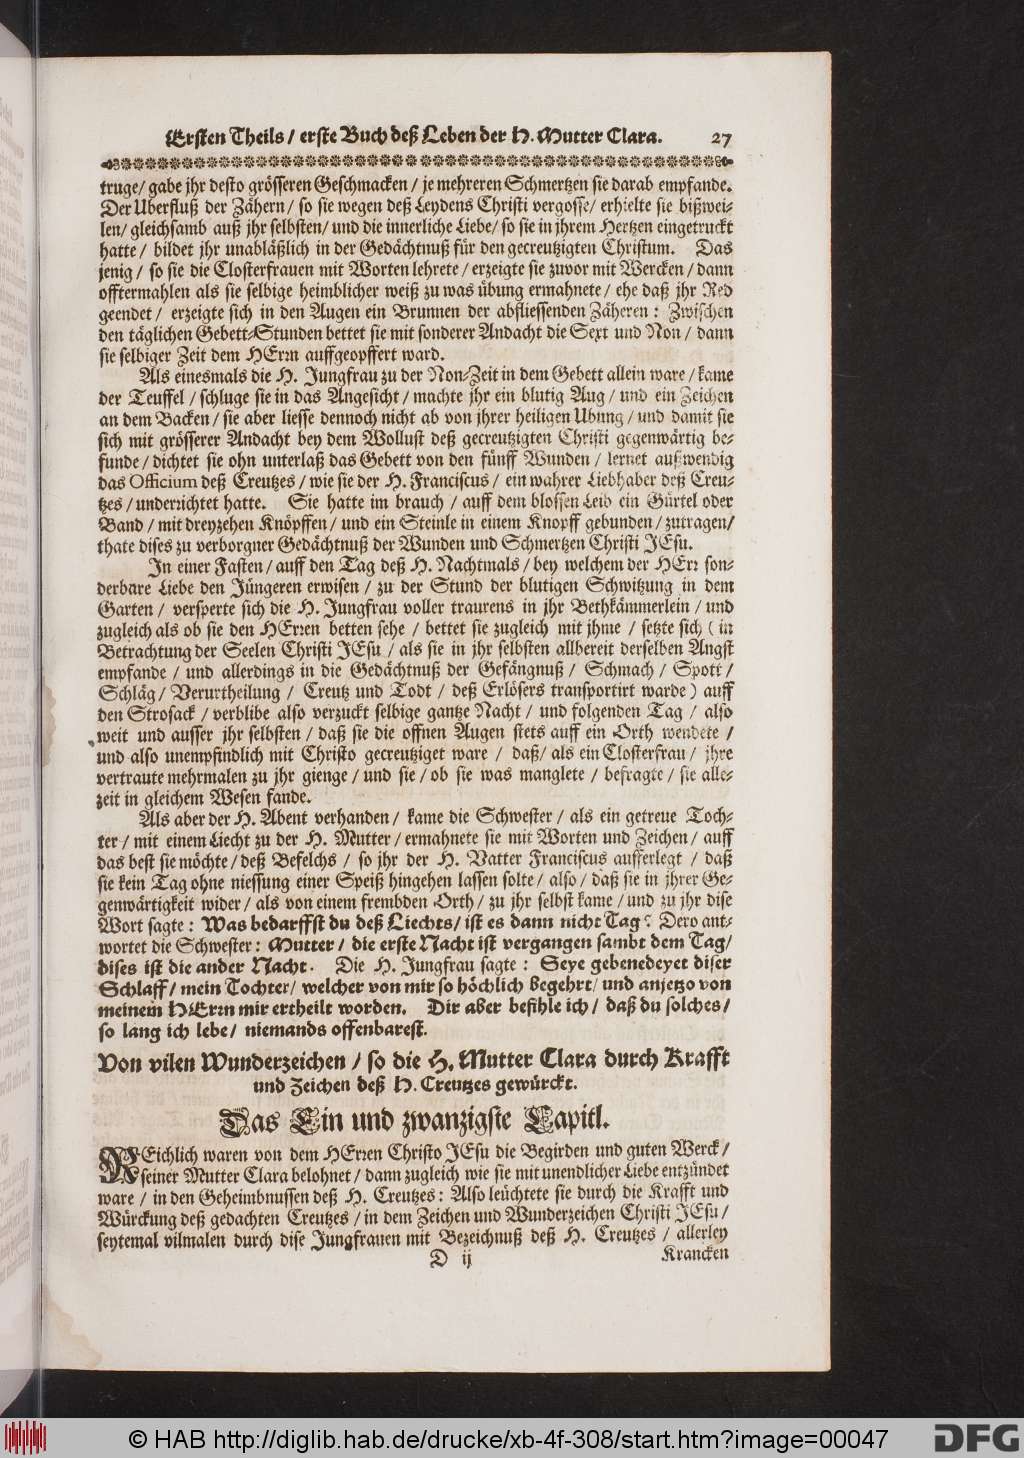 Ersten Theils / erste Buch deß Leben der H. Mutter Clara. 27
truge / gabe jhr desto grösseren Geschmacken / je mehreren Schmertzen sie darab empfande.
Der Uberfluß der Zähern / so sie wegen deß Leydens Christi vergosse / erhielte sie bißwei-
len / gleichsamb auß jhr selbsten / und die innerliche Liebe / so sie in jhrem Hertzen eingetruckt
hatte / bildet jhr unabläßlich in der Gedächtnuß für den gecreutzigten Christum. Das
jenig / so sie die Closterfrauen mit Worten lehrete / erzeigte sie zuvor mit Wercken / dann
offtermahlen als sie selbige heimblicher weiß zu was übung ermahnete / ehe daß jhr Red
geendet / erzeigte sich in den Augen ein Brunnen der abfliessenden Zäheren : Zwischen
den täglichen Gebett-Stunden bettet sie mit sonderer Andacht die Sext und Non / dann
sie selbiger Zeit dem HErrn auffgeopffert ward.
Als einesmals die H. Jungfrau zu der Non-Zeit in dem Gebett allein ware / kame
der Teuffel / schluge sie in das Angesicht / machte jhr ein blutig Aug / und ein Zeichen
an dem Backen / sie aber liesse dennoch nicht ab von jhrer heiligen Ubung / und damit sie
sich mit grösserer Andacht bey dem Wollust deß gecreutzigten Christi gegenwärtig be-
funde / dichtet sie ohn unterlaß das Gebett von den fünff Wunden / lernet außwendig
das Officium deß Creutzes / wie sie der H. Franciscus / ein wahrer Liebhaber deß Creu-
tzes / underrichtet hatte. Sie hatte im brauch / auff dem blossen Leib ein Gürtel oder
Band / mit dreyzehen Knöpffen / und ein Steinle in einem Knopff gebunden / zutragen /
thate dises zu verborgner Gedächtnuß der Wunden und Schmertzen Christi JEsu.
In einer Fasten / auff den Tag deß H. Nachtmals / bey welchem der HErr son-
derbare Liebe den Jüngeren erwisen / zu der Stund der blutigen Schwitzung in dem
Garten / versperte sich die H. Jungfrau voller traurens in jhr Bethkämmerlein / und
zugleich als ob sie den HErren betten sehe / bettet sie zugleich mit jhme / setzte sich ( in
Betrachtung der Seelen Christi JEsu / als sie in jhr selbsten allbereit derselben Angst
empfande / und allerdings in die Gedächtnuß der Gefängnuß / Schmach / Spott /
Schläg / Verurtheilung / Creutz und Todt / deß Erlösers transportirt warde ) auff
den Strosack / verblibe also verzuckt selbige gantze Nacht / und folgenden Tag / also
weit und ausser jhr selbsten / daß sie die offnen Augen stets auff ein Orth wendete /
und also unempfindlich mit Christo gecreutziget ware / daß / als ein Closterfrau / jhre
vertraute mehrmalen zu jhr gienge / und sie / ob sie was manglete / befragte / sie alle-
zeit in gleichem Wesen fande.
Als aber der H. Abent verhanden / kame die Schwester / als ein getreue Toch-
ter / mit einem Liecht zu der H. Mutter / ermahnete sie mit Worten und Zeichen / auff
das best sie möchte / deß Befelchs / so jhr der H. Vatter Franciscus aufferlegt / daß
sie kein Tag ohne niessung einer Speiß hingehen lassen solte / also / daß sie in jhrer Ge-
genwärtigkeit wider / als von einem frembden Orth / zu jhr selbst kame / und zu jhr dise
Wort sagte : Was bedarffst du deß Liechts / ist es dann nicht Tag ? Dero ant-
wortet die Schwester : Mutter / die erste Nacht ist vergangen sambt dem Tag /
dises ist die ander Nacht. Die H. Jungfrau sagte : Seye gebenedeyet diser
Schlaff / mein Tochter / welcher von mir so höchlich begehrt / und anjetzo von
meinem HErrn mir ertheilt worden. Dir aber befihle ich / daß du solches /
so lang ich lebe / niemands offenbarest.
Von vilen Wunderzeichen / so die H. Mutter Clara durch Krafft
und Zeichen deß H. Creutzes gewürckt.
Das Ein und zwanzigste Capitl.
REichlich waren von dem HErren Christo JEsu die Begirden und guten Werck /
seiner Mutter Clara belohnet / dann zugleich wie sie mit unendlicher Liebe entzündet
ware / in den Geheimbnussen deß H. Creutzes : Also leüchtete sie durch die Krafft und
Würckung deß gedachten Creutzes / in dem Zeichen und Wunderzeichen Christi JEsu /
seytemal vilmalen durch dise Jungfrauen mit Bezeichnuß deß H. Creutzes / allerley
D ij Krancken
© HAB http://diglib.hab.de/drucke/xb-4f-308/start.htm?image=00047
DFG